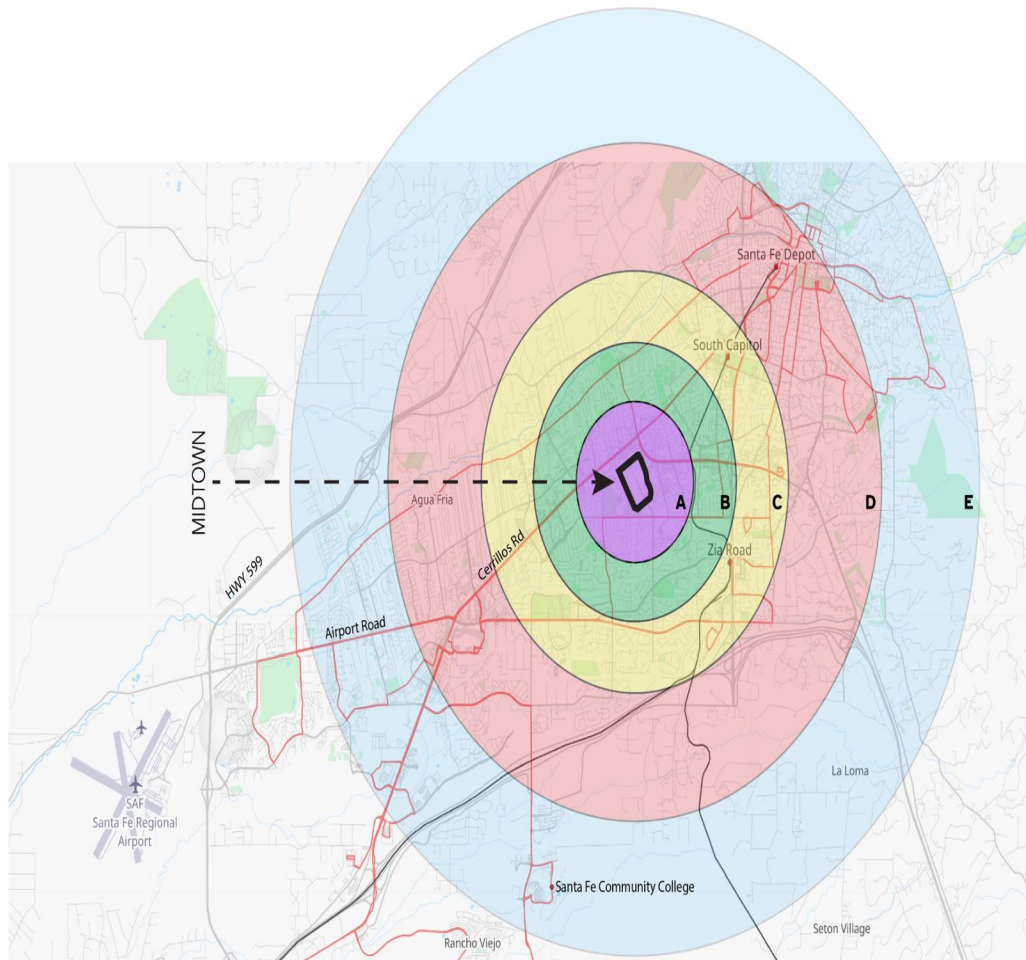 Santa Fe Depot
South Capitol
MIDTOWN
Agua Fria
A
B
C
D
E
Cerrillos Rd
Zia Road
HWY 599
Airport Road
La Loma
SAF
Santa Fe Regional
Airport
Santa Fe Community College
Seton Village
Rancho Viejo